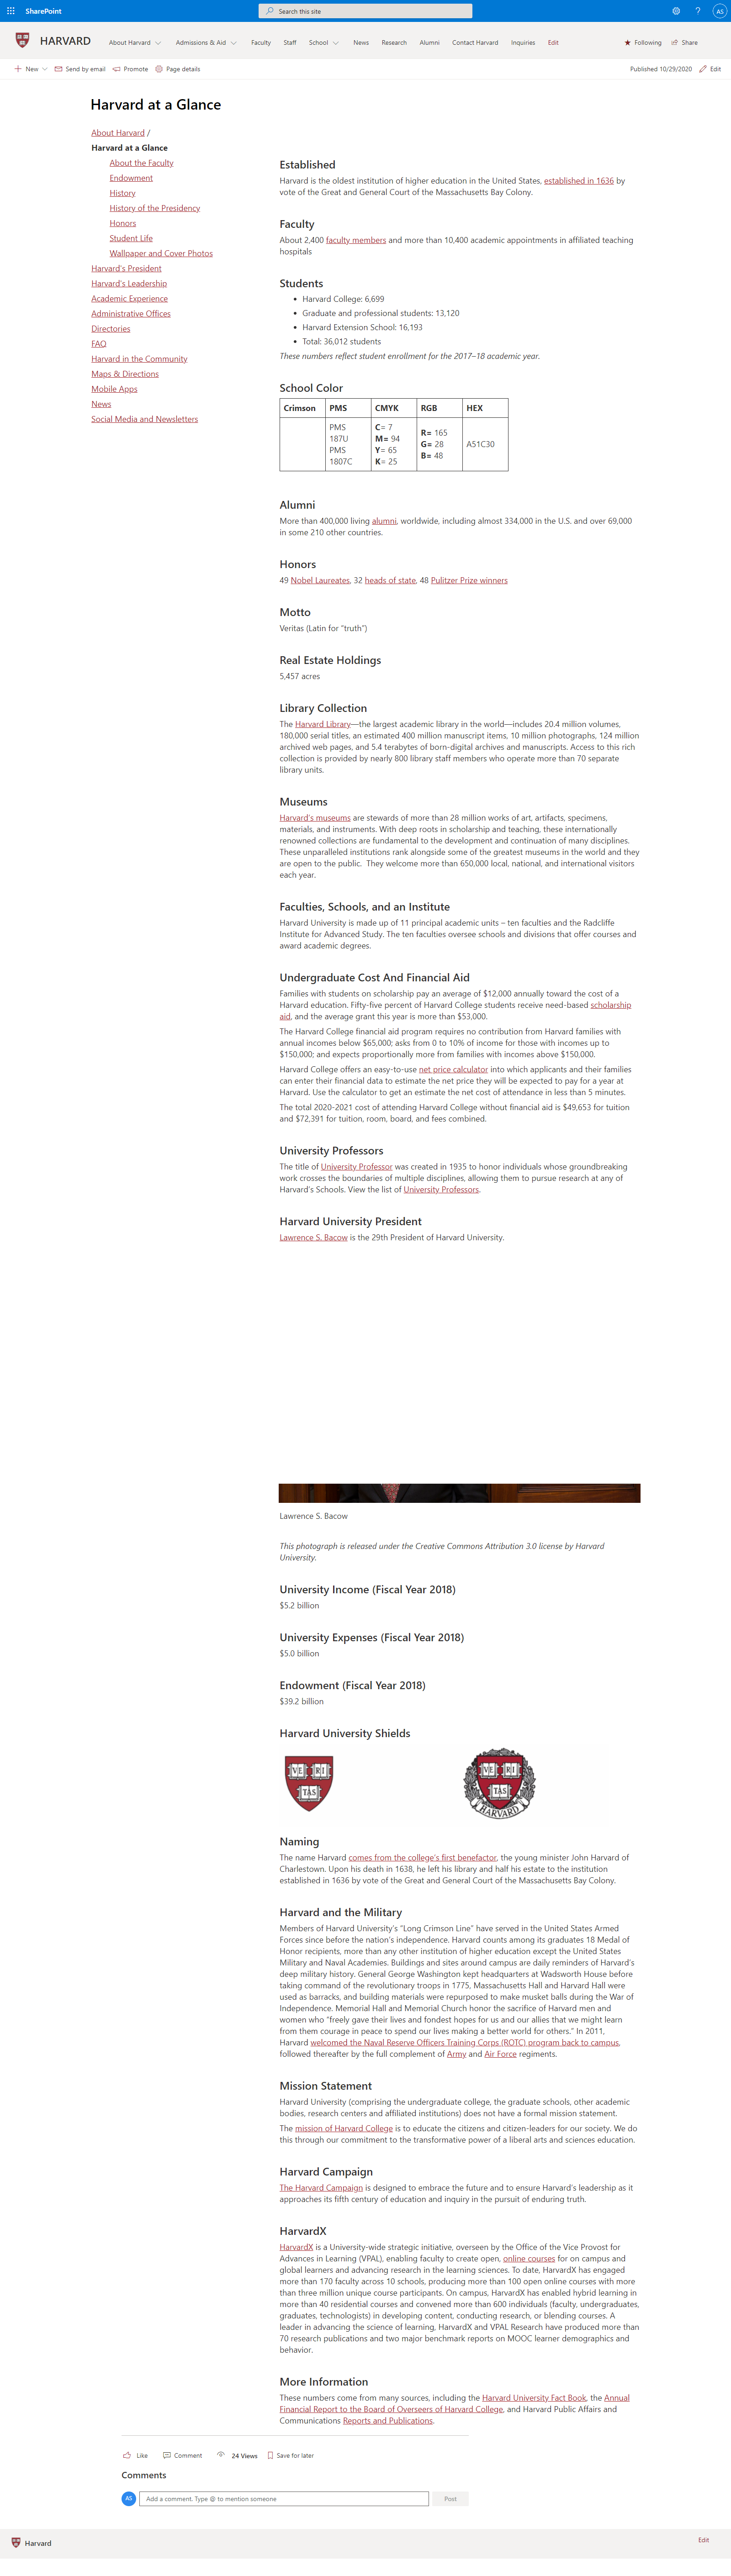 SharePoint
Search this site
?
AS
HARVARD
About Harvard
Admissions & Aid
Faculty
Staff
School
News
Research
Alumni
Contact Harvard
Inquiries
Edit
Following
Share
New
Send by email
Promote
Page details
Published 10/29/2020
Edit
Harvard at a Glance
About Harvard /
Harvard at a Glance
About the Faculty
Endowment
History
History of the Presidency
Honors
Student Life
Wallpaper and Cover Photos
Harvard's President
Harvard's Leadership
Academic Experience
Administrative Offices
Directories
FAQ
Harvard in the Community
Maps & Directions
Mobile Apps
News
Social Media and Newsletters
Established
Harvard is the oldest institution of higher education in the United States, established in 1636 by
vote of the Great and General Court of the Massachusetts Bay Colony.
Faculty
About 2,400 faculty members and more than 10,400 academic appointments in affiliated teaching
hospitals
Students
• Harvard College: 6,699
• Graduate and professional students: 13,120
• Harvard Extension School: 16,193
• Total: 36,012 students
These numbers reflect student enrollment for the 2017–18 academic year.
School Color
Crimson PMS CMYK RGB HEX
PMS
187U
PMS
1807C
C= 7
M= 94
Y= 65
K= 25
R= 165
G= 28
B= 48
A51C30
Alumni
More than 400,000 living alumni, worldwide, including almost 334,000 in the U.S. and over 69,000
in some 210 other countries.
Honors
49 Nobel Laureates, 32 heads of state, 48 Pulitzer Prize winners
Motto
Veritas (Latin for "truth")
Real Estate Holdings
5,457 acres
Library Collection
The Harvard Library—the largest academic library in the world—includes 20.4 million volumes,
180,000 serial titles, an estimated 400 million manuscript items, 10 million photographs, 124 million
archived web pages, and 5.4 terabytes of born-digital archives and manuscripts. Access to this rich
collection is provided by nearly 800 library staff members who operate more than 70 separate
library units.
Museums
Harvard's museums are stewards of more than 28 million works of art, artifacts, specimens,
materials, and instruments. With deep roots in scholarship and teaching, these internationally
renowned collections are fundamental to the development and continuation of many disciplines.
These unparalleled institutions rank alongside some of the greatest museums in the world and they
are open to the public. They welcome more than 650,000 local, national, and international visitors
each year.
Faculties, Schools, and an Institute
Harvard University is made up of 11 principal academic units – ten faculties and the Radcliffe
Institute for Advanced Study. The ten faculties oversee schools and divisions that offer courses and
award academic degrees.
Undergraduate Cost And Financial Aid
Families with students on scholarship pay an average of $12,000 annually toward the cost of a
Harvard education. Fifty-five percent of Harvard College students receive need-based scholarship
aid, and the average grant this year is more than $53,000.
The Harvard College financial aid program requires no contribution from Harvard families with
annual incomes below $65,000; asks from 0 to 10% of income for those with incomes up to
$150,000; and expects proportionally more from families with incomes above $150,000.
Harvard College offers an easy-to-use net price calculator into which applicants and their families
can enter their financial data to estimate the net price they will be expected to pay for a year at
Harvard. Use the calculator to get an estimate the net cost of attendance in less than 5 minutes.
The total 2020-2021 cost of attending Harvard College without financial aid is $49,653 for tuition
and $72,391 for tuition, room, board, and fees combined.
University Professors
The title of University Professor was created in 1935 to honor individuals whose groundbreaking
work crosses the boundaries of multiple disciplines, allowing them to pursue research at any of
Harvard's Schools. View the list of University Professors.
Harvard University President
Lawrence S. Bacow is the 29th President of Harvard University.
Lawrence S. Bacow
This photograph is released under the Creative Commons Attribution 3.0 license by Harvard
University.
University Income (Fiscal Year 2018)
$5.2 billion
University Expenses (Fiscal Year 2018)
$5.0 billion
Endowment (Fiscal Year 2018)
$39.2 billion
Harvard University Shields
VE RI
TAS
VE RI
TAS
HARVARD
Naming
The name Harvard comes from the college's first benefactor, the young minister John Harvard of
Charlestown. Upon his death in 1638, he left his library and half his estate to the institution
established in 1636 by vote of the Great and General Court of the Massachusetts Bay Colony.
Harvard and the Military
Members of Harvard University's "Long Crimson Line" have served in the United States Armed
Forces since before the nation's independence. Harvard counts among its graduates 18 Medal of
Honor recipients, more than any other institution of higher education except the United States
Military and Naval Academies. Buildings and sites around campus are daily reminders of Harvard's
deep military history. General George Washington kept headquarters at Wadsworth House before
taking command of the revolutionary troops in 1775, Massachusetts Hall and Harvard Hall were
used as barracks, and building materials were repurposed to make musket balls during the War of
Independence. Memorial Hall and Memorial Church honor the sacrifice of Harvard men and
women who "freely gave their lives and fondest hopes for us and our allies that we might learn
from them courage in peace to spend our lives making a better world for others." In 2011,
Harvard welcomed the Naval Reserve Officers Training Corps (ROTC) program back to campus,
followed thereafter by the full complement of Army and Air Force regiments.
Mission Statement
Harvard University (comprising the undergraduate college, the graduate schools, other academic
bodies, research centers and affiliated institutions) does not have a formal mission statement.
The mission of Harvard College is to educate the citizens and citizen-leaders for our society. We do
this through our commitment to the transformative power of a liberal arts and sciences education.
Harvard Campaign
The Harvard Campaign is designed to embrace the future and to ensure Harvard's leadership as it
approaches its fifth century of education and inquiry in the pursuit of enduring truth.
HarvardX
HarvardX is a University-wide strategic initiative, overseen by the Office of the Vice Provost for
Advances in Learning (VPAL), enabling faculty to create open, online courses for on campus and
global learners and advancing research in the learning sciences. To date, HarvardX has engaged
more than 170 faculty across 10 schools, producing more than 100 open online courses with more
than three million unique course participants. On campus, HarvardX has enabled hybrid learning in
more than 40 residential courses and convened more than 600 individuals (faculty, undergraduates,
graduates, technologists) in developing content, conducting research, or blending courses. A
leader in advancing the science of learning, HarvardX and VPAL Research have produced more than
70 research publications and two major benchmark reports on MOOC learner demographics and
behavior.
More Information
These numbers come from many sources, including the Harvard University Fact Book, the Annual
Financial Report to the Board of Overseers of Harvard College, and Harvard Public Affairs and
Communications Reports and Publications.
Like
Comment
24 Views
Save for later
Comments
AS
Add a comment. Type @ to mention someone
Post
Harvard
Edit